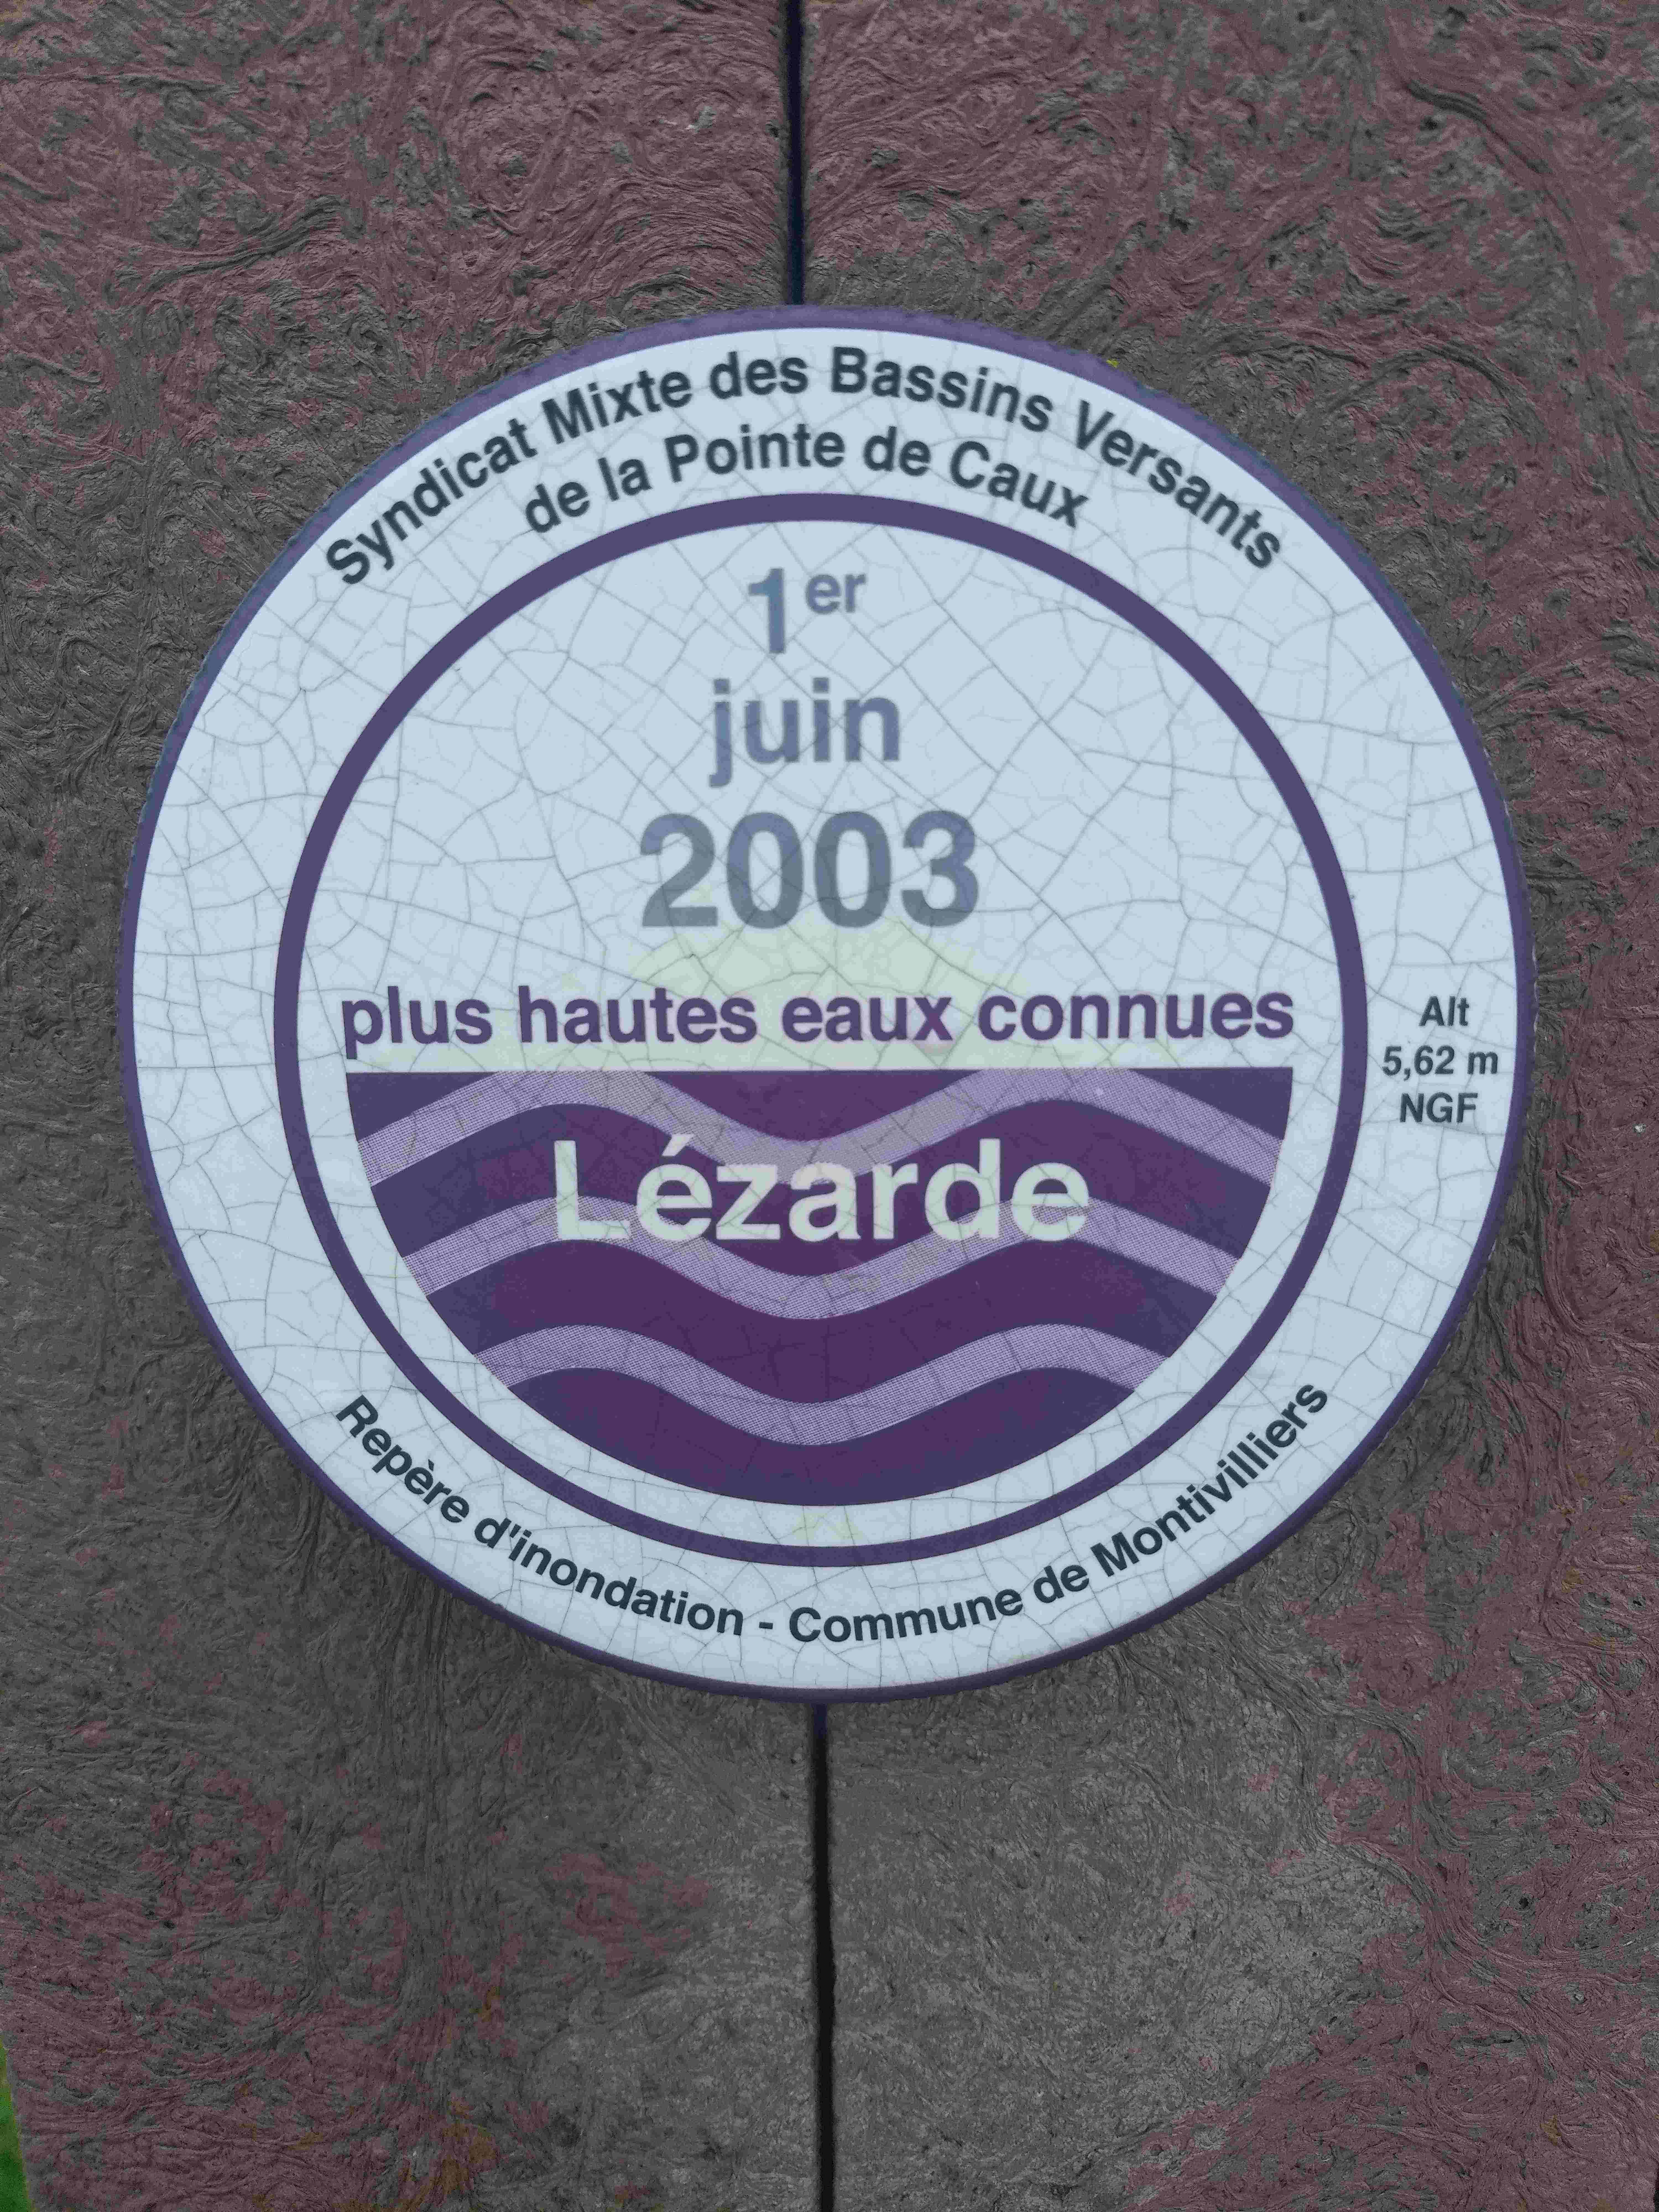 Syndicat Mixte des Bassins Versants
de la Pointe de Caux
1er
juin
2003
plus hautes eaux connues
Alt
5,62 m
NGF
Lézarde
Repère d'inondation - Commune de Montivilliers